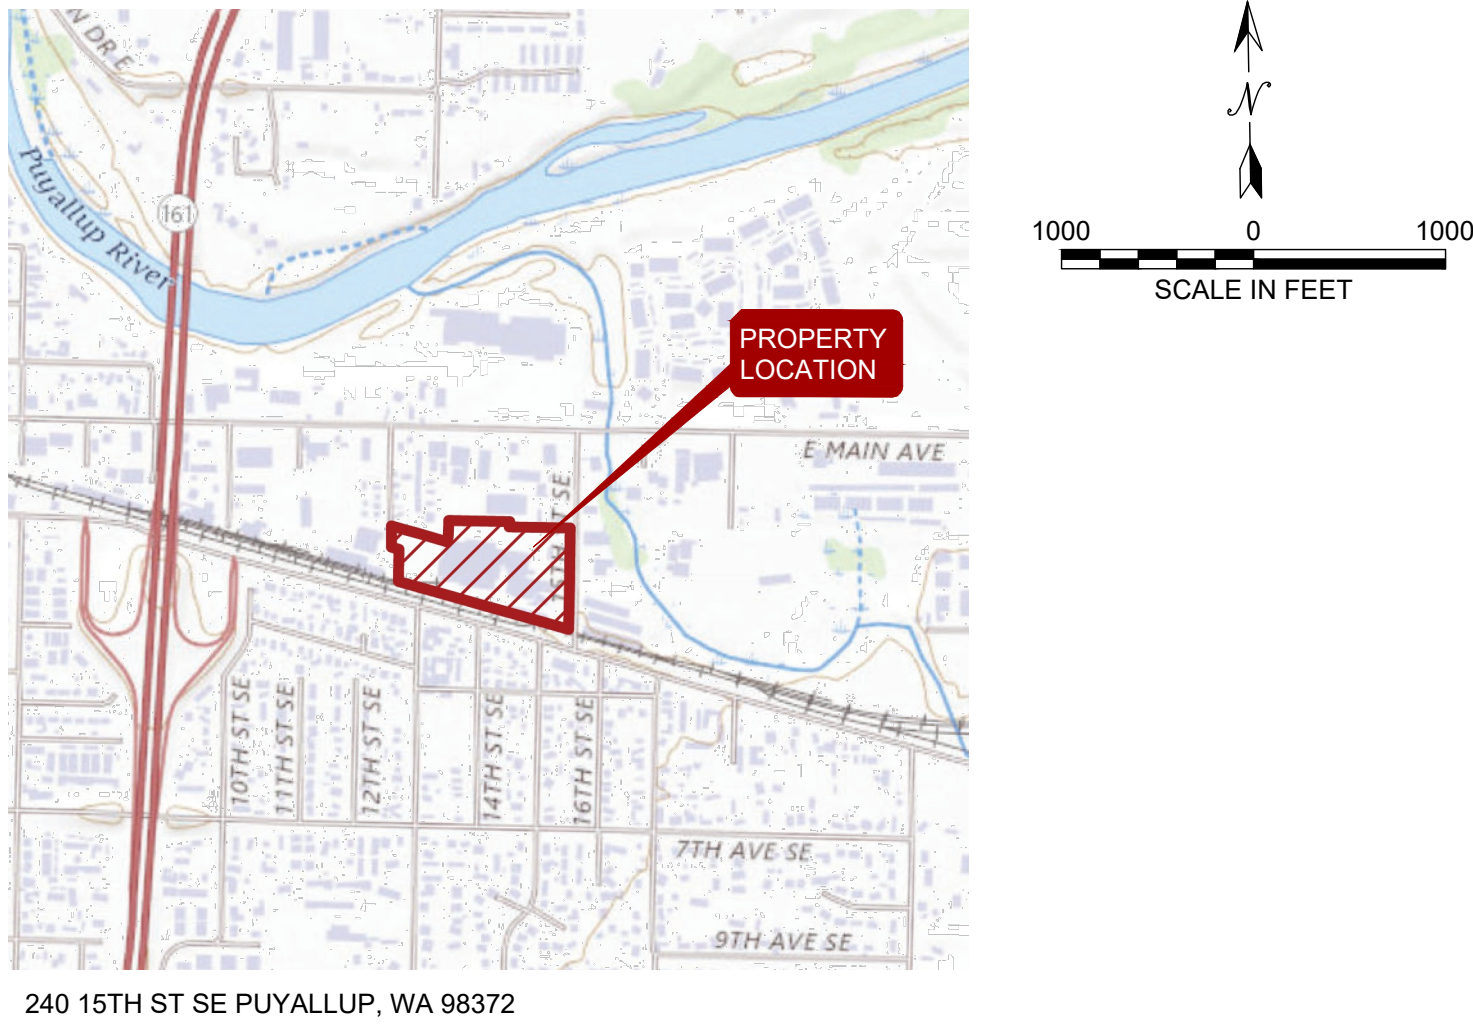 N DR E
N
161
Puyallup River
1000 0 1000
SCALE IN FEET
PROPERTY
LOCATION
E MAIN AVE
15TH ST SE
10TH ST SE
11TH ST SE
12TH ST SE
14TH ST SE
16TH ST SE
7TH AVE SE
9TH AVE SE
240 15TH ST SE PUYALLUP, WA 98372